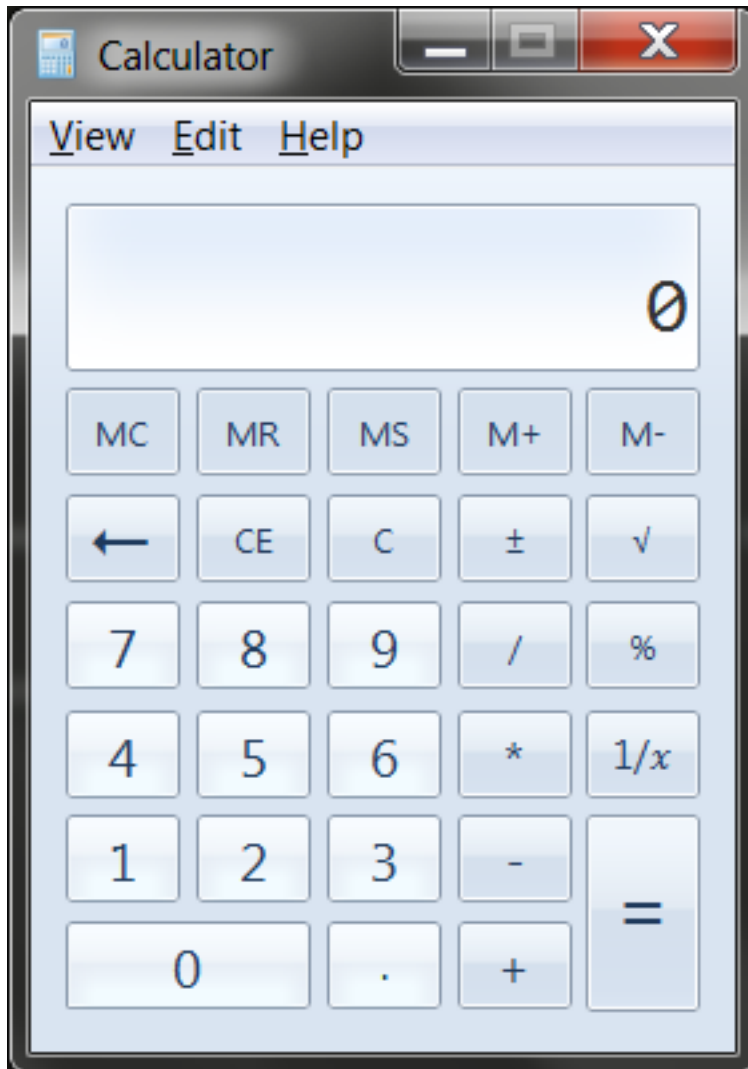 Calculator
View Edit Help
0
MC MR MS M+ M-
← CE C ± √
7 8 9 / %
4 5 6 * 1/x
1 2 3 - =
0 . +